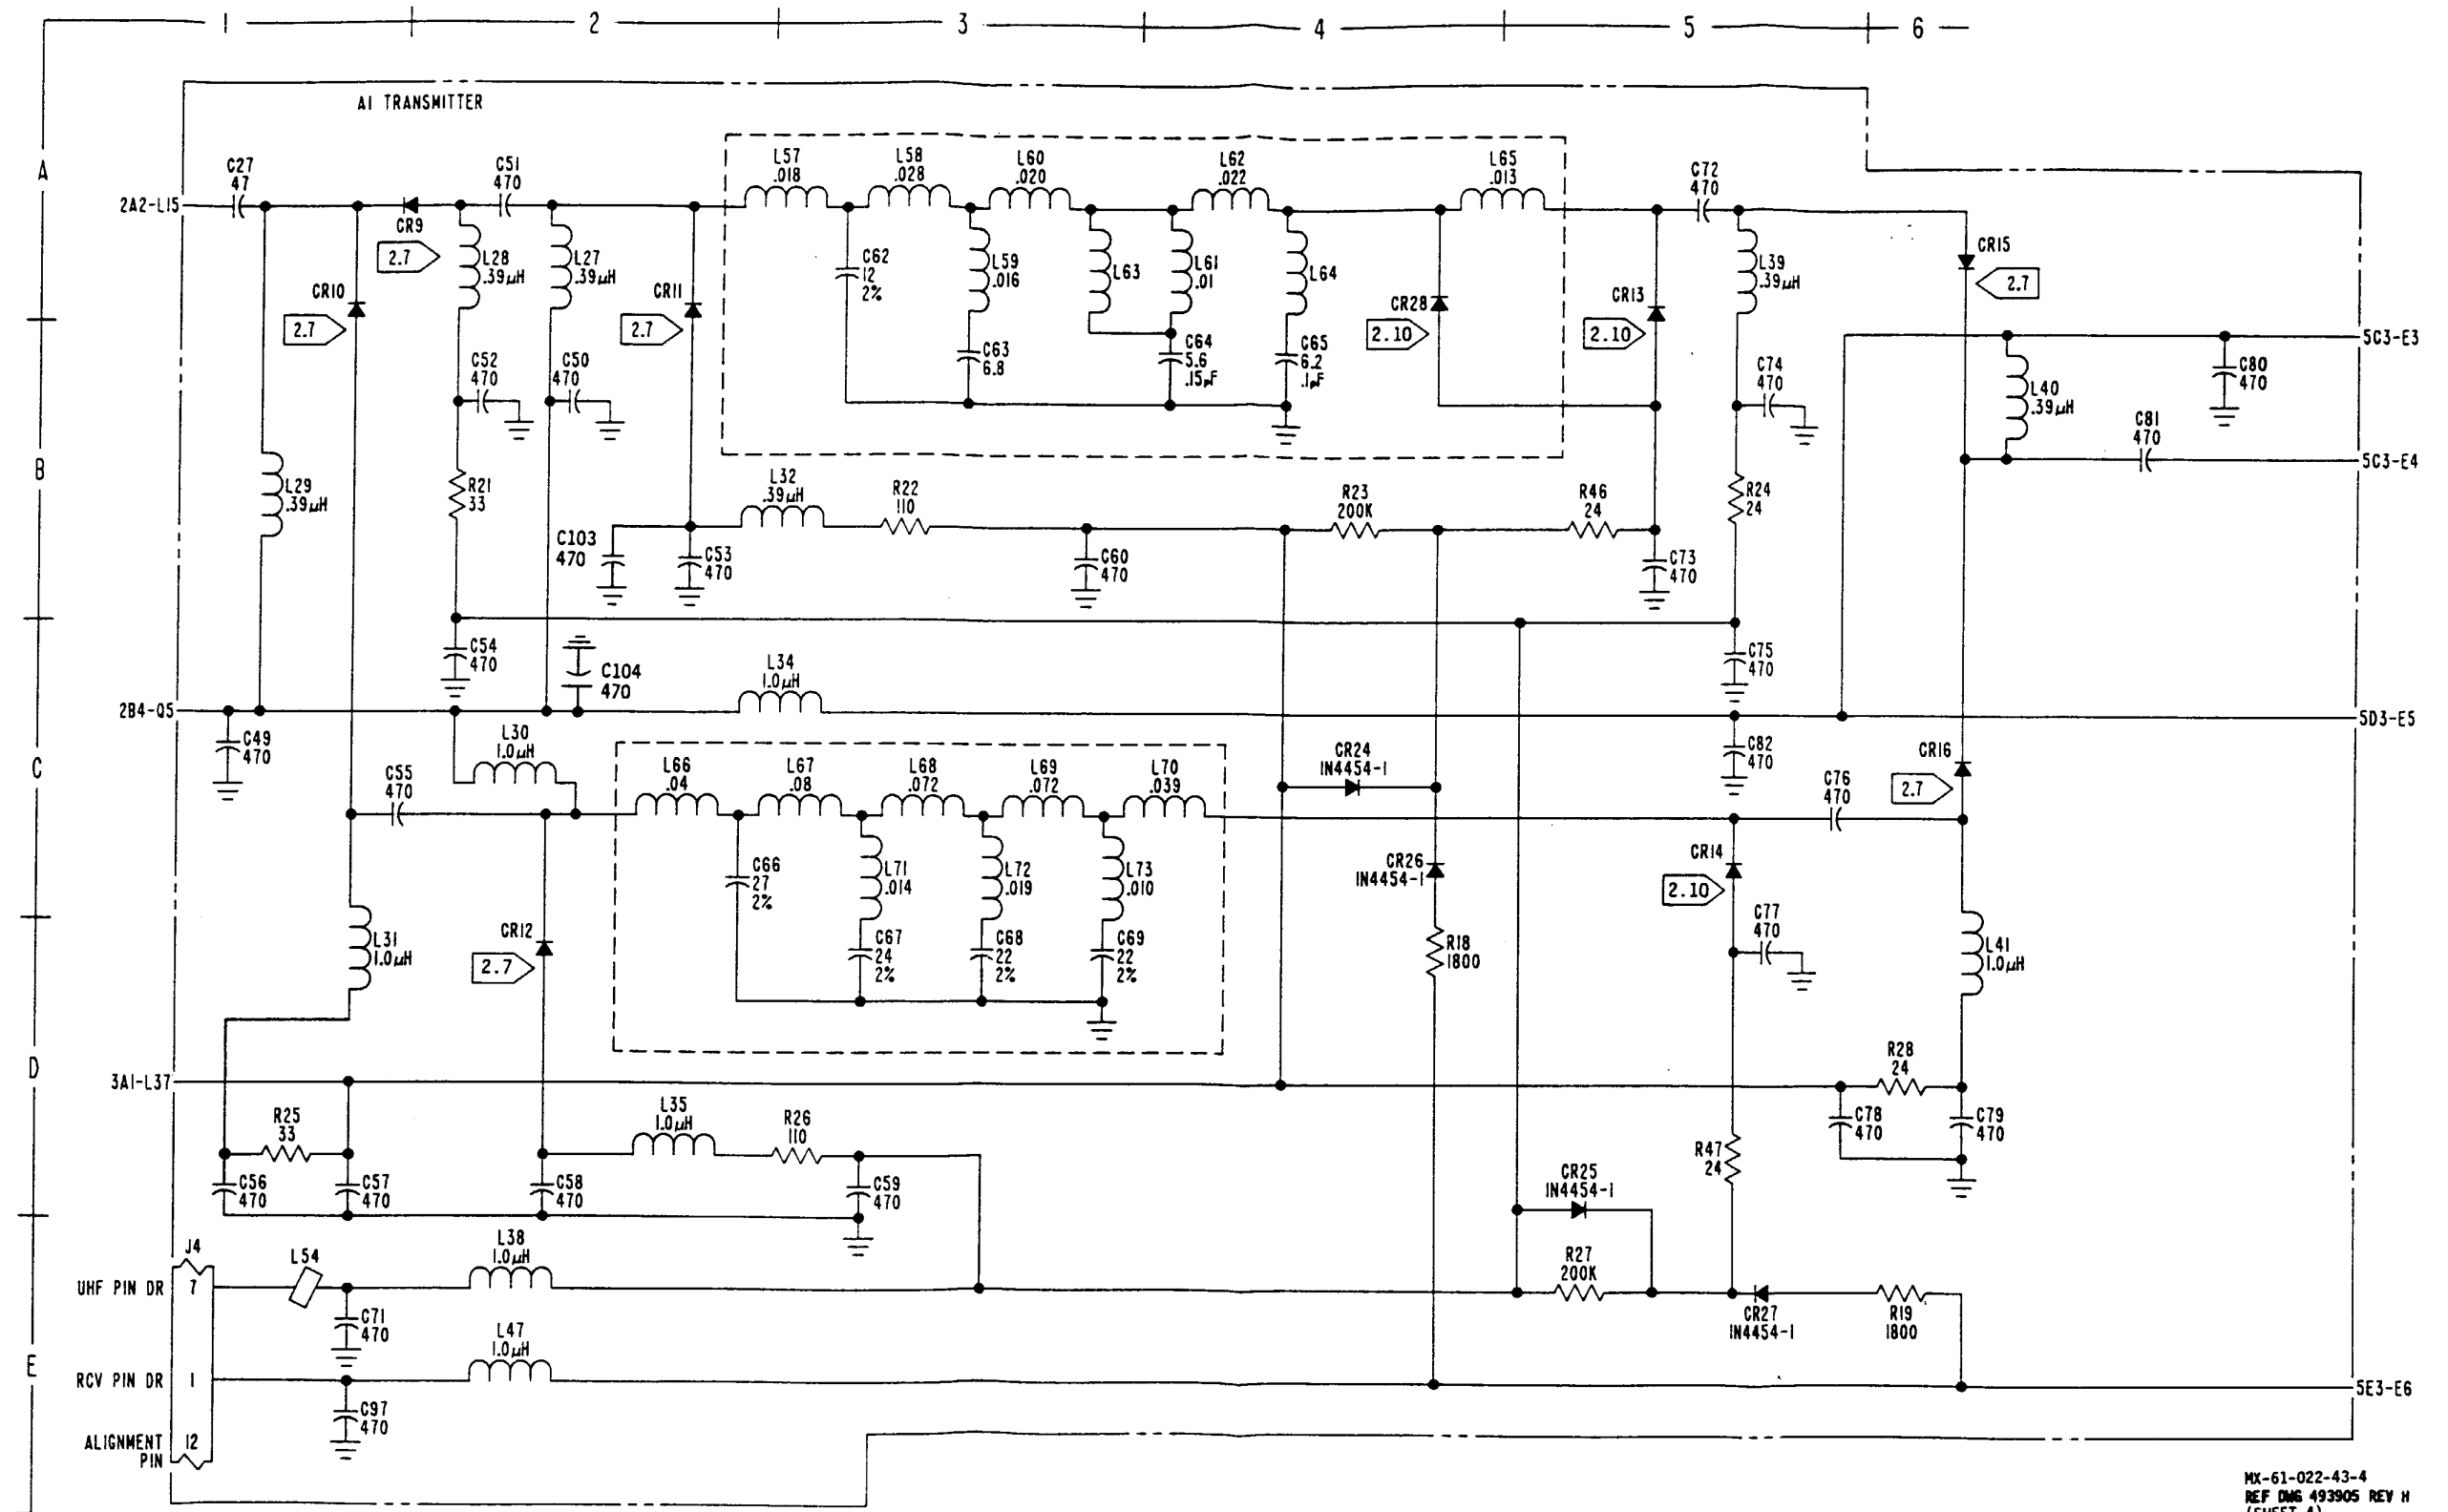 1 2 3 4 5 6
A
B
C
D
E
A1 TRANSMITTER
2A2-L15
C27
47
CR9
2.7
C51
470
L28
.39µH
L27
.39µH
CR10
2.7
CR11
2.7
L57
.018
L58
.028
L60
.020
L62
.022
L65
.013
C62
12
2%
L59
.016
L63
L61
.01
L64
C63
6.8
C64
5.6
.15pF
C65
6.2
.1pF
CR28
2.10
CR13
2.10
C72
470
L39
.39µH
CR15
2.7
5C3-E3
L40
.39µH
C80
470
C81
470
5C3-E4
C52
470
C50
470
C74
470
L29
.39µH
R21
33
L32
.39µH
R22
110
R23
200K
R46
24
R24
24
C103
470
C53
470
C60
470
C73
470
C54
470
C104
470
L34
1.0µH
C75
470
2B4-Q5
5D3-E5
C49
470
L30
1.0µH
C82
470
C55
470
L66
.04
L67
.08
L68
.072
L69
.072
L70
.039
CR24
1N4454-1
C76
470
CR16
2.7
C66
27
2%
L71
.014
L72
.019
L73
.010
CR26
1N4454-1
CR14
2.10
L31
1.0µH
CR12
2.7
C67
24
2%
C68
22
2%
C69
22
2%
R18
1800
C77
470
L41
1.0µH
3A1-L37
R25
33
L35
1.0µH
R26
110
R28
24
C78
470
C79
470
R47
24
C56
470
C57
470
C58
470
C59
470
CR25
1N4454-1
J4
UHF PIN DR 7
L54
L38
1.0µH
C71
470
R27
200K
CR27
1N4454-1
R19
1800
RCV PIN DR 1
L47
1.0µH
5E3-E6
C97
470
ALIGNMENT
PIN
12
MX-61-022-43-4
REF DWG 493905 REV H
(SHEET 4)